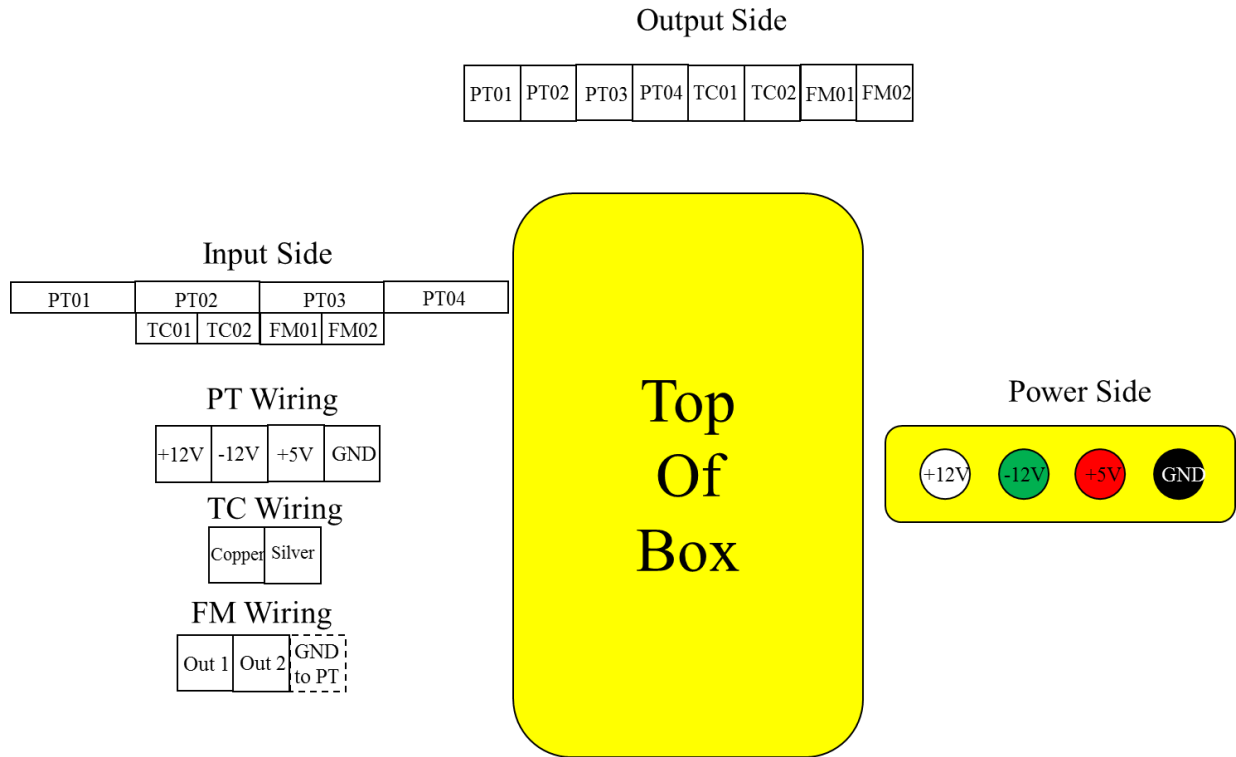 Output Side
PT01 PT02 PT03 PT04 TC01 TC02 FM01 FM02
Input Side
PT01 PT02 PT03 PT04
TC01 TC02 FM01 FM02
PT Wiring
+12V -12V +5V GND
TC Wiring
Copper Silver
FM Wiring
Out 1 Out 2 GND
to PT
Top
Of
Box
Power Side
+12V -12V +5V GND